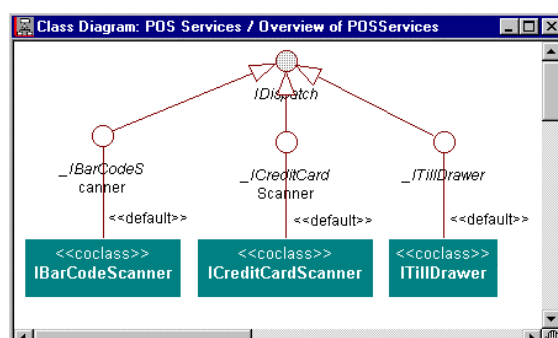 Class Diagram: POS Services / Overview of POSServices
IDispatch
_IBarCodeS
canner
_ICreditCard
Scanner
_ITillDrawer
<<default>>
<<default>>
<<default>>
<<coclass>>
IBarCodeScanner
<<coclass>>
ICreditCardScanner
<<coclass>>
ITillDrawer